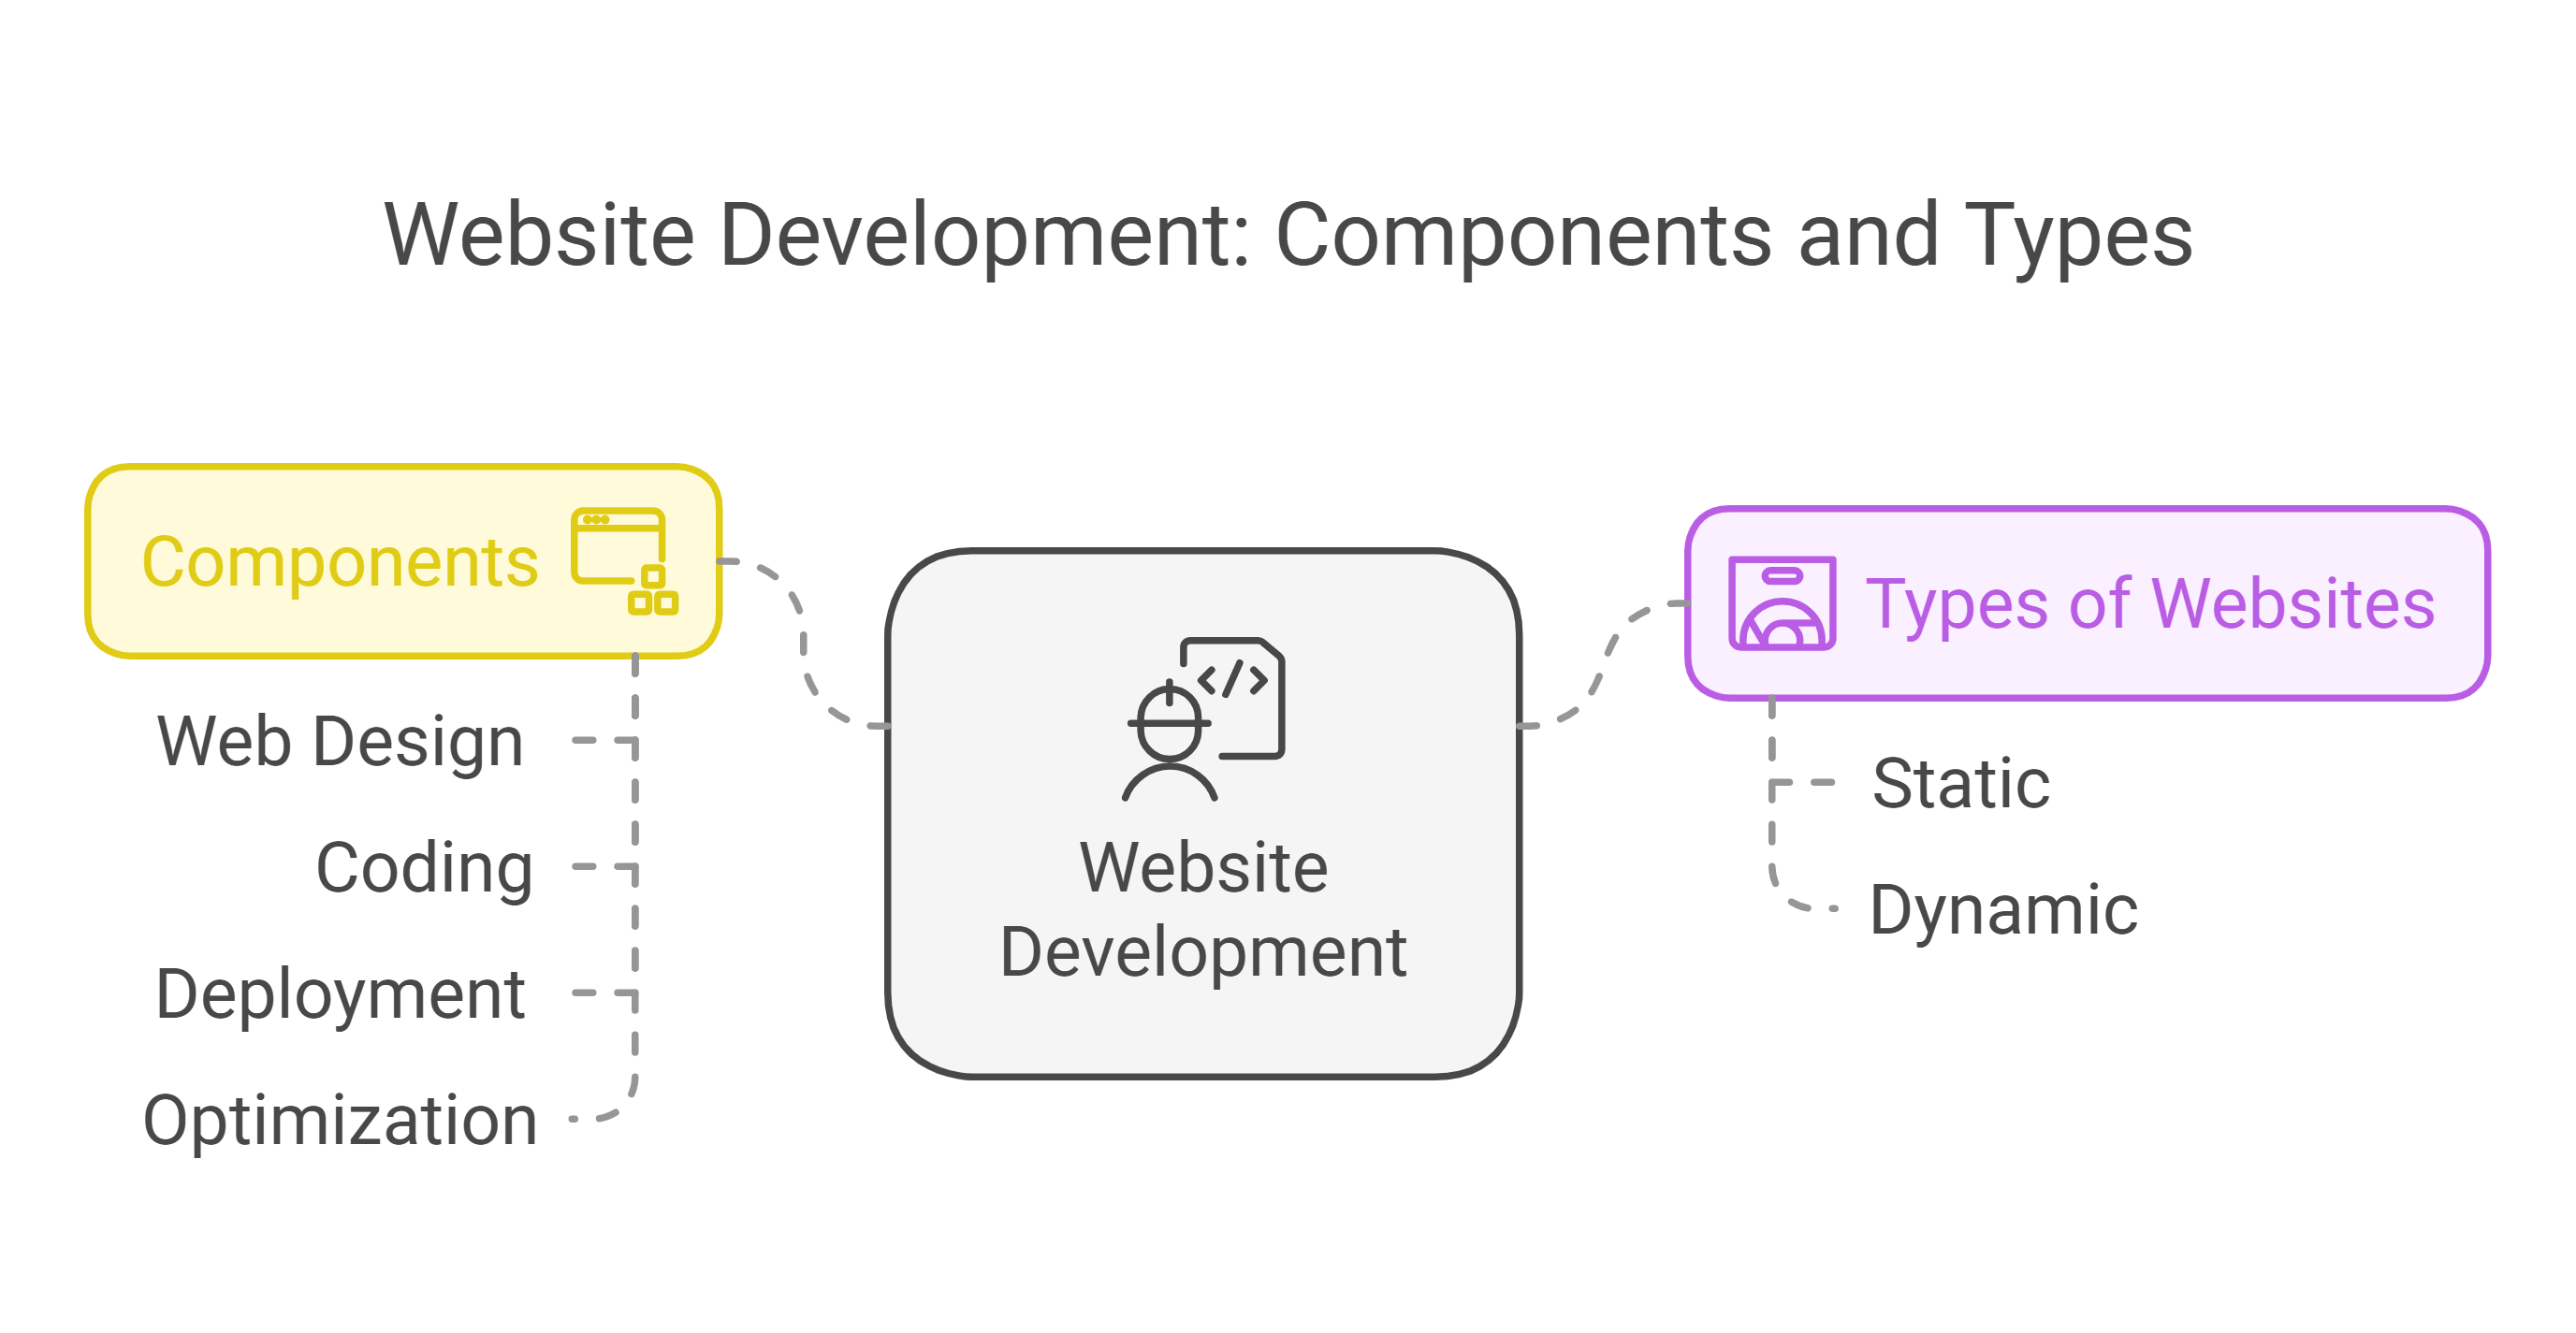 Website Development: Components and Types
Components
Web Design
Coding
Deployment
Optimization
</>
Website
Development
Types of Websites
Static
Dynamic